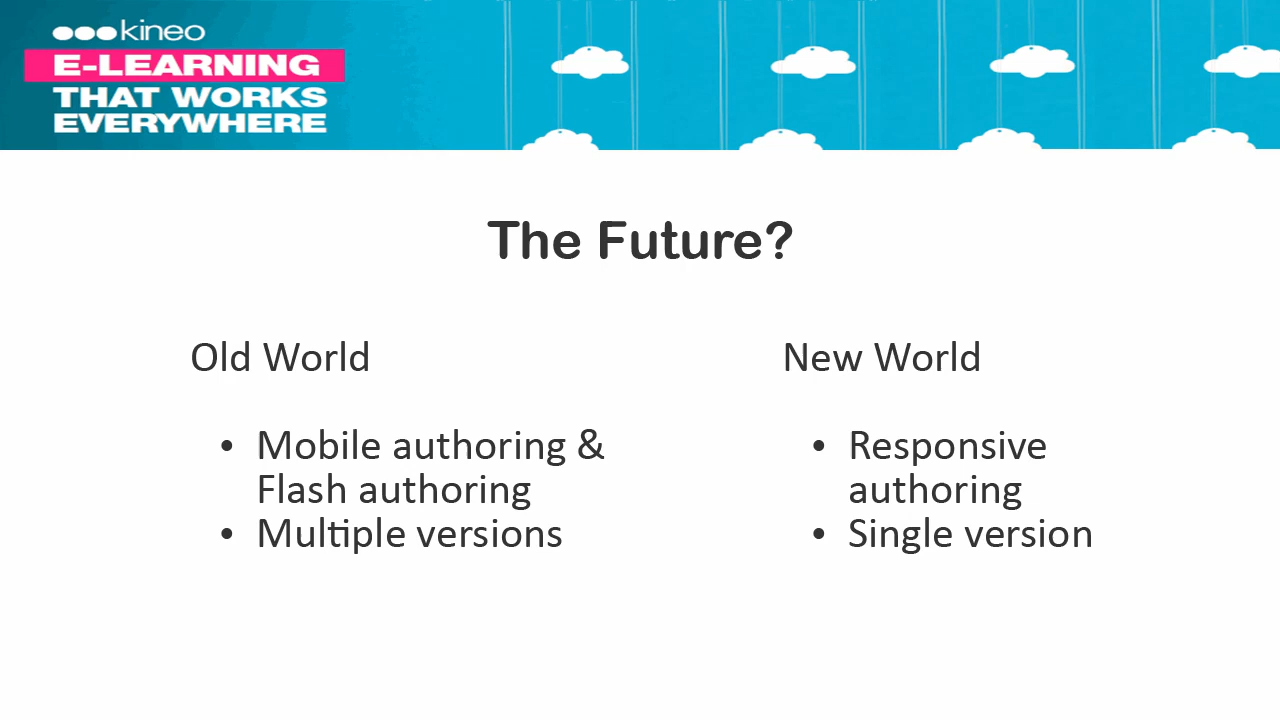 kineo
E-LEARNING
THAT WORKS
EVERYWHERE
The Future?
Old World
• Mobile authoring &
Flash authoring
• Multiple versions
New World
• Responsive
authoring
• Single version